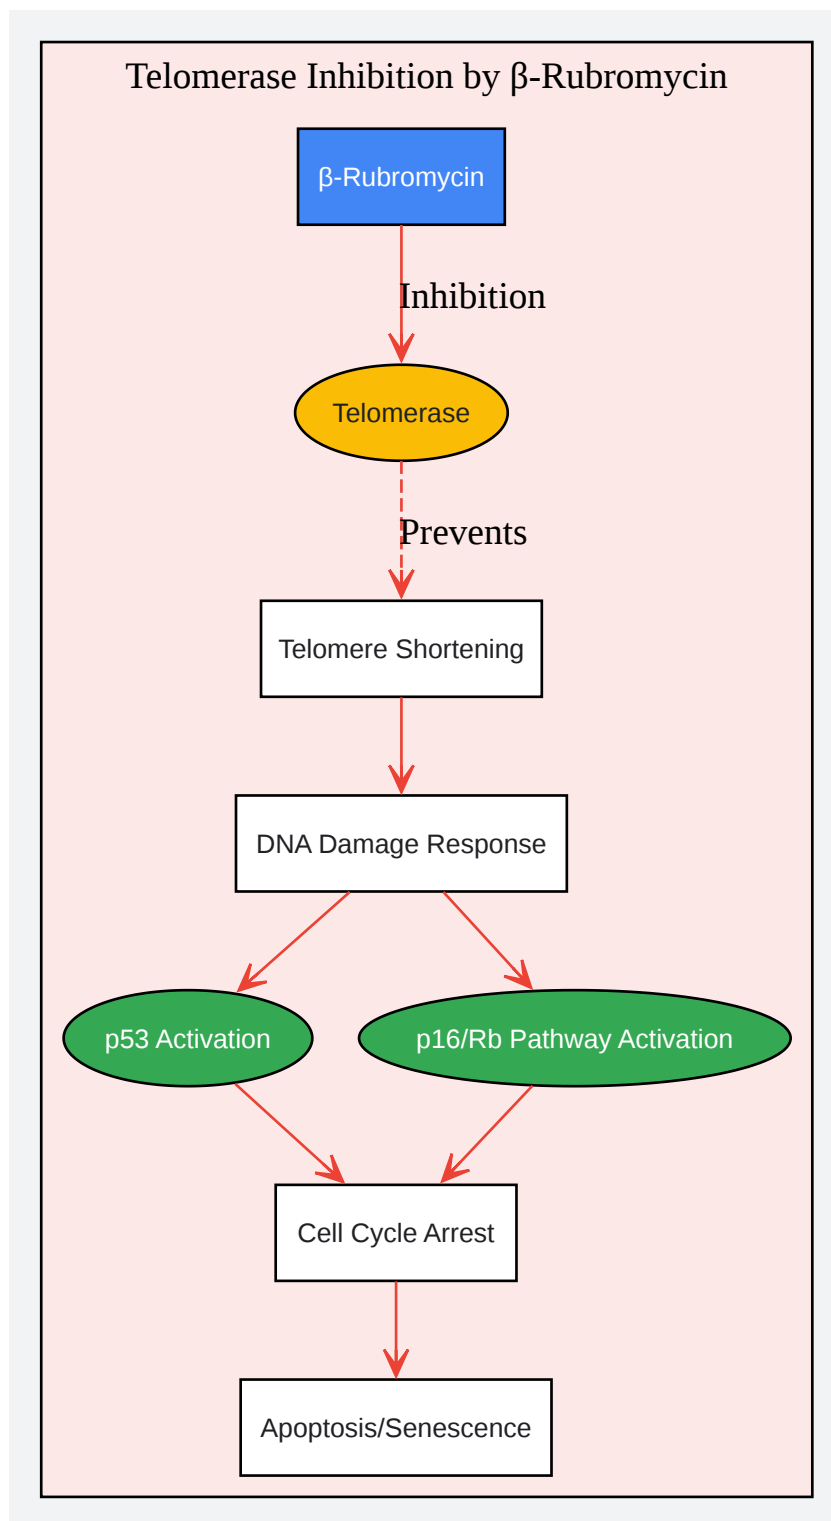 Telomerase Inhibition by β-Rubromycin
β-Rubromycin
Inhibition
Telomerase
Prevents
Telomere Shortening
DNA Damage Response
p53 Activation
p16/Rb Pathway Activation
Cell Cycle Arrest
Apoptosis/Senescence